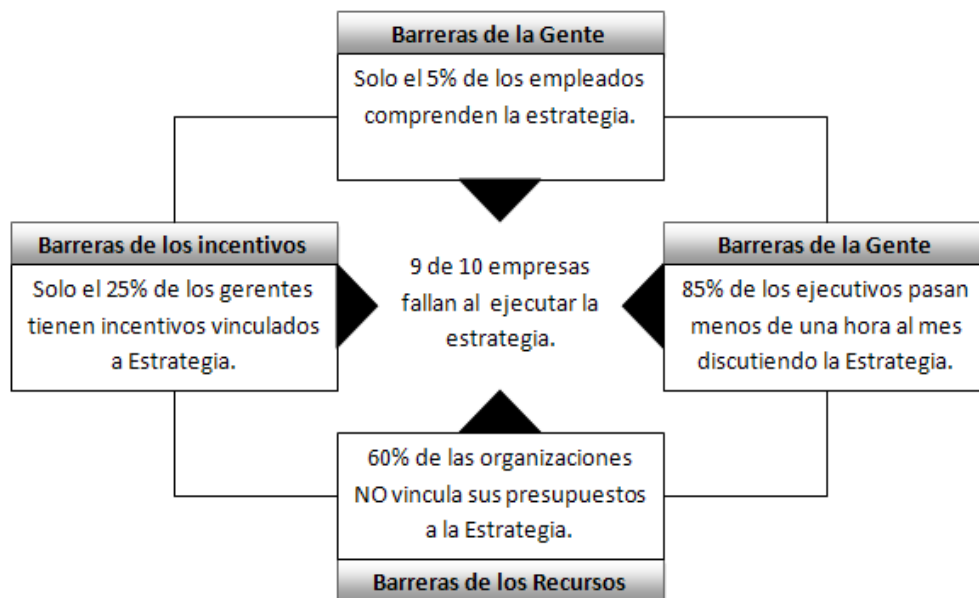 Barreras de la Gente
Solo el 5% de los empleados
comprenden la estrategia.
Barreras de los incentivos
Solo el 25% de los gerentes
tienen incentivos vinculados
a Estrategia.
9 de 10 empresas
fallan al ejecutar la
estrategia.
Barreras de la Gente
85% de los ejecutivos pasan
menos de una hora al mes
discutiendo la Estrategia.
60% de las organizaciones
NO vincula sus presupuestos
a la Estrategia.
Barreras de los Recursos